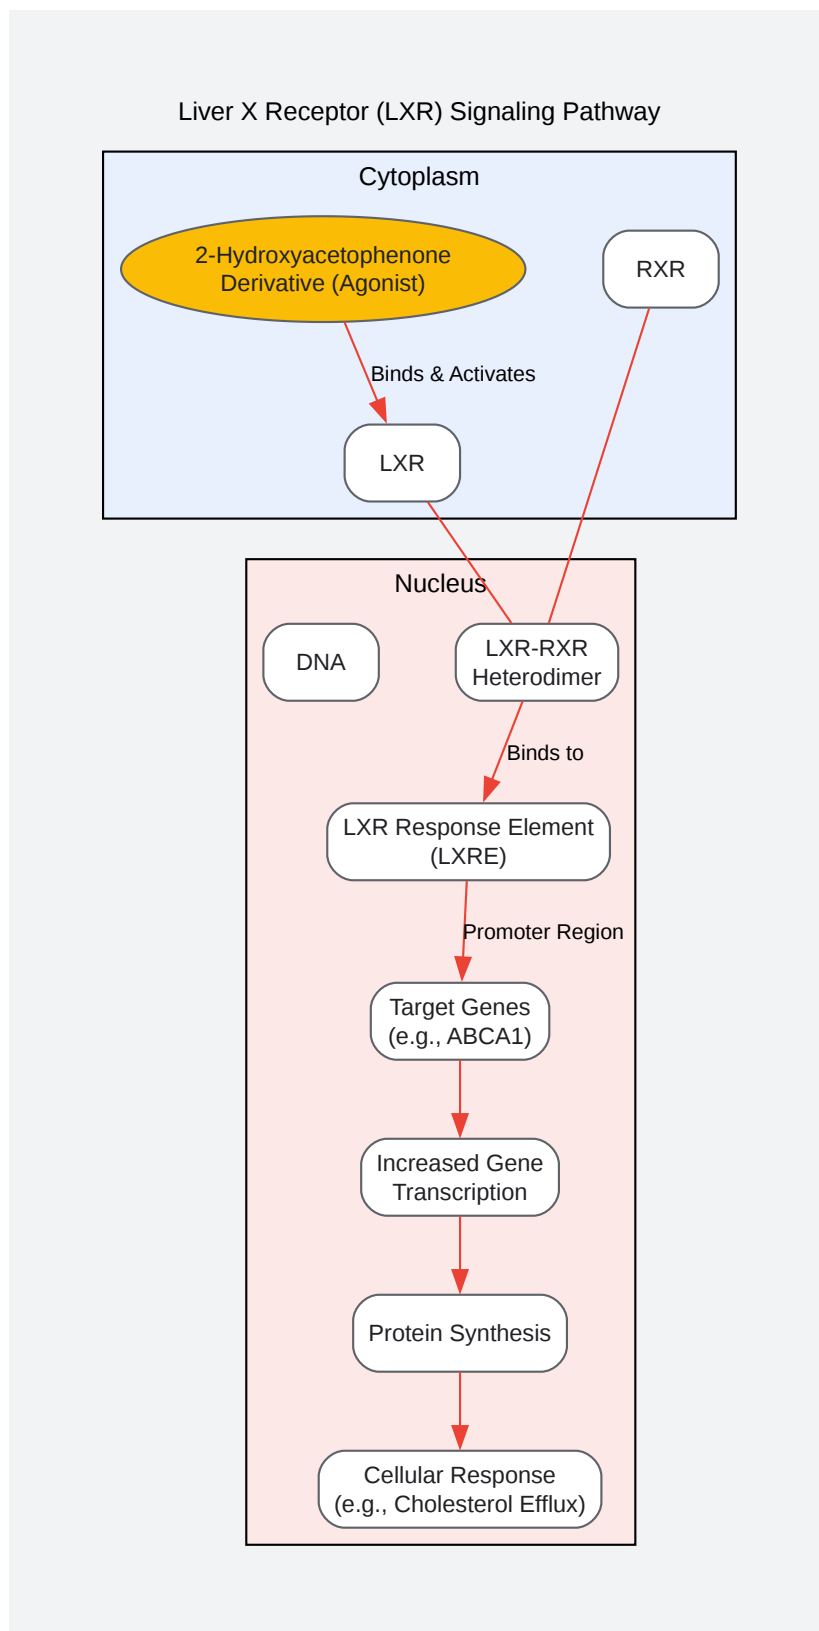 Liver X Receptor (LXR) Signaling Pathway
Cytoplasm
2-Hydroxyacetophenone
Derivative (Agonist)
RXR
Binds & Activates
LXR
Nucleus
DNA
LXR-RXR
Heterodimer
Binds to
LXR Response Element
(LXRE)
Promoter Region
Target Genes
(e.g., ABCA1)
Increased Gene
Transcription
Protein Synthesis
Cellular Response
(e.g., Cholesterol Efflux)